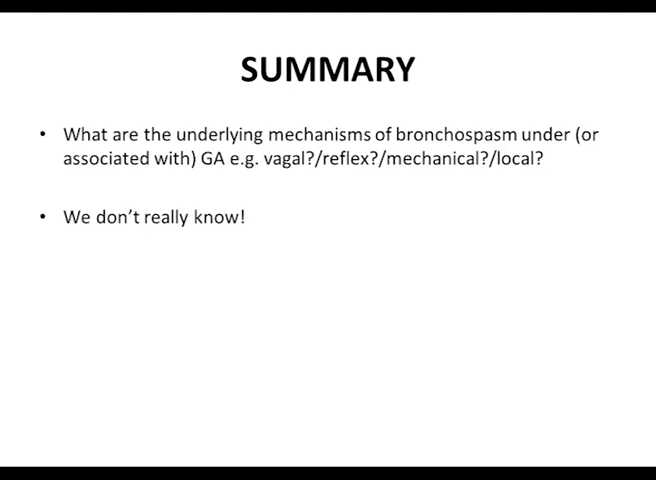 SUMMARY
• What are the underlying mechanisms of bronchospasm under (or
associated with) GA e.g. vagal?/reflex?/mechanical?/local?
• We don’t really know!